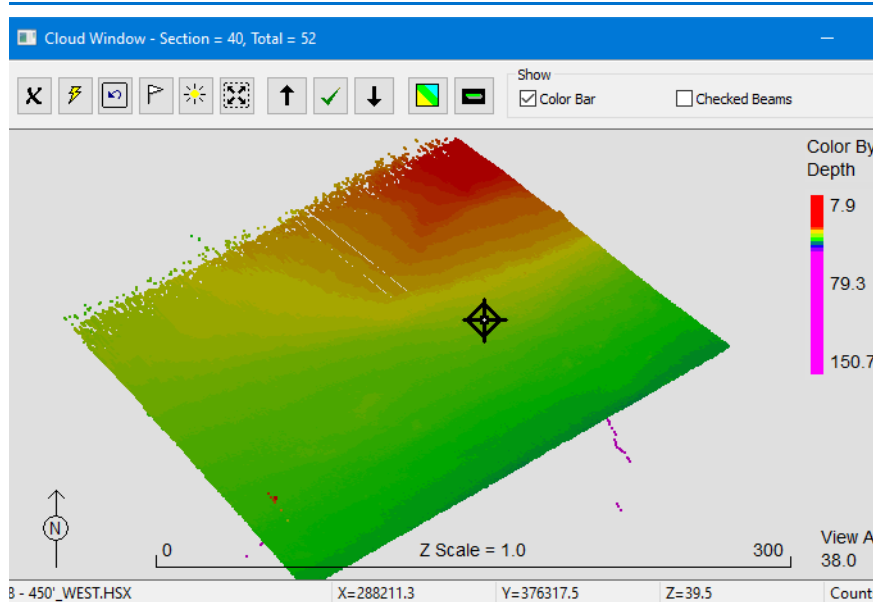 Cloud Window - Section = 40, Total = 52
Show
Color Bar
Checked Beams
Color By
Depth
7.9
79.3
150.7
N
0
Z Scale = 1.0
300
View A
38.0
8 - 450'_WEST.HSX
X=288211.3
Y=376317.5
Z=39.5
Count